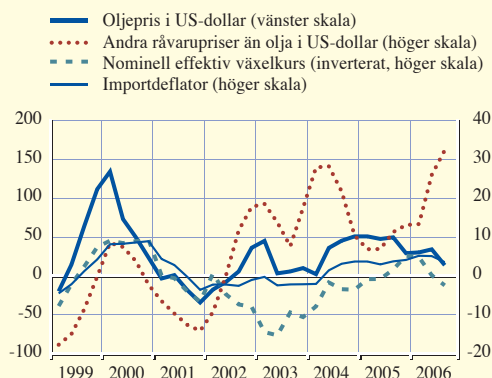 Oljepris i US-dollar (vänster skala)
Andra råvarupriser än olja i US-dollar (höger skala)
Nominell effektiv växelkurs (inverterat, höger skala)
Importdeflator (höger skala)
200 40
150 30
100 20
50 10
0 0
-50 -10
-100 -20
1999 2000 2001 2002 2003 2004 2005 2006